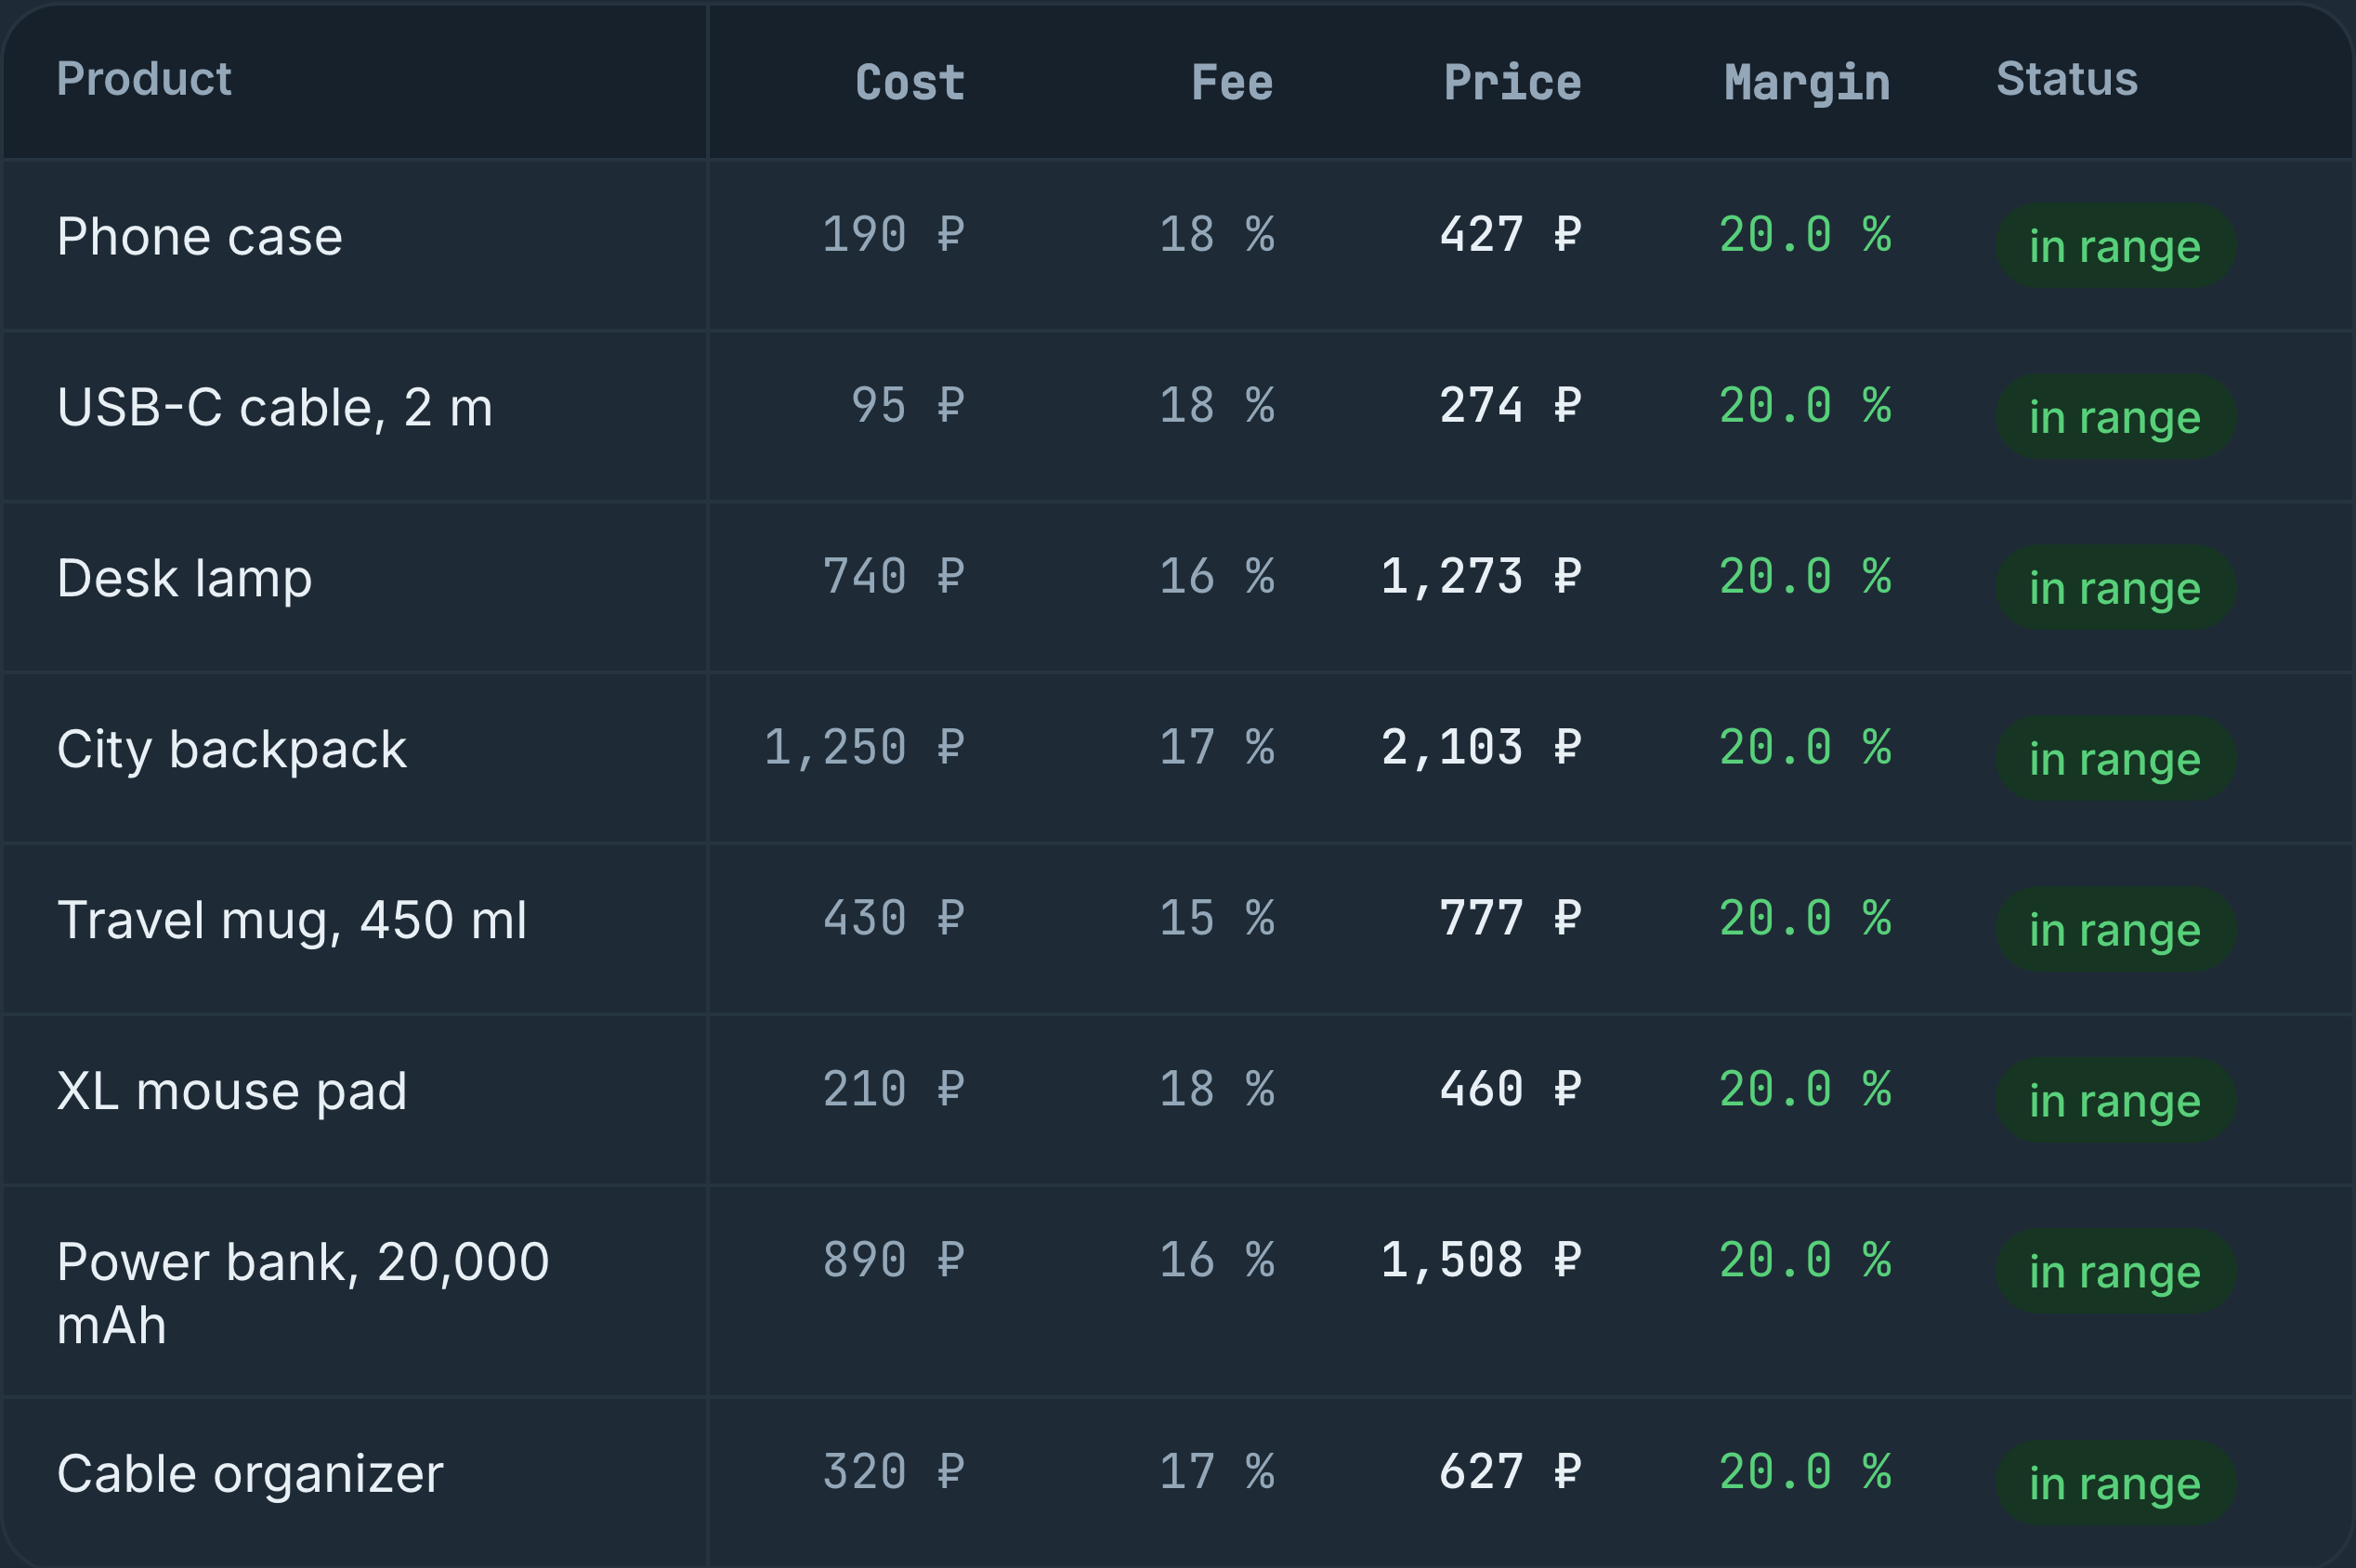 Product Cost Fee Price Margin Status
Phone case 190 ₽ 18 % 427 ₽ 20.0 % in range
USB-C cable, 2 m 95 ₽ 18 % 274 ₽ 20.0 % in range
Desk lamp 740 ₽ 16 % 1,273 ₽ 20.0 % in range
City backpack 1,250 ₽ 17 % 2,103 ₽ 20.0 % in range
Travel mug, 450 ml 430 ₽ 15 % 777 ₽ 20.0 % in range
XL mouse pad 210 ₽ 18 % 460 ₽ 20.0 % in range
Power bank, 20,000 890 ₽ 16 % 1,508 ₽ 20.0 % in range
mAh
Cable organizer 320 ₽ 17 % 627 ₽ 20.0 % in range